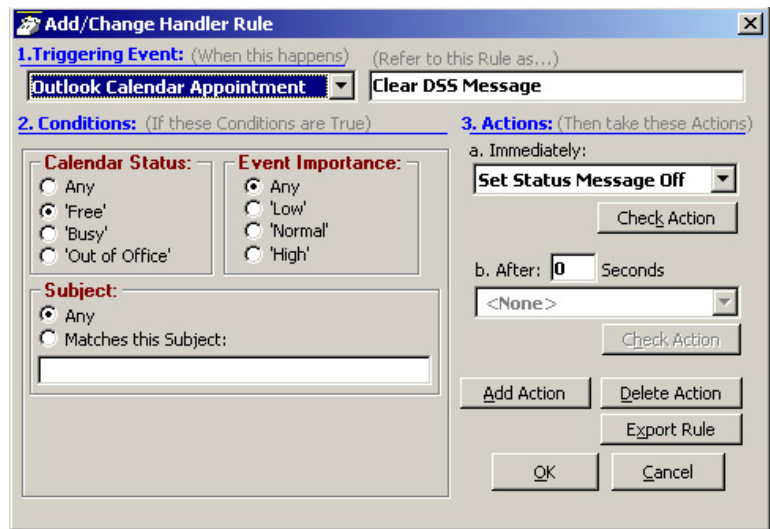 Add/Change Handler Rule
1.Triggering Event: (When this happens)
(Refer to this Rule as...)
Outlook Calendar Appointment
Clear DSS Message
2. Conditions: (If these Conditions are True)
3. Actions: (Then take these Actions)
Calendar Status:
Any
'Free'
'Busy'
'Out of Office'
Event Importance:
Any
'Low'
'Normal'
'High'
Subject:
Any
Matches this Subject:
a. Immediately:
Set Status Message Off
Check Action
b. After: 0 Seconds
<None>
Check Action
Add Action
Delete Action
Export Rule
OK
Cancel